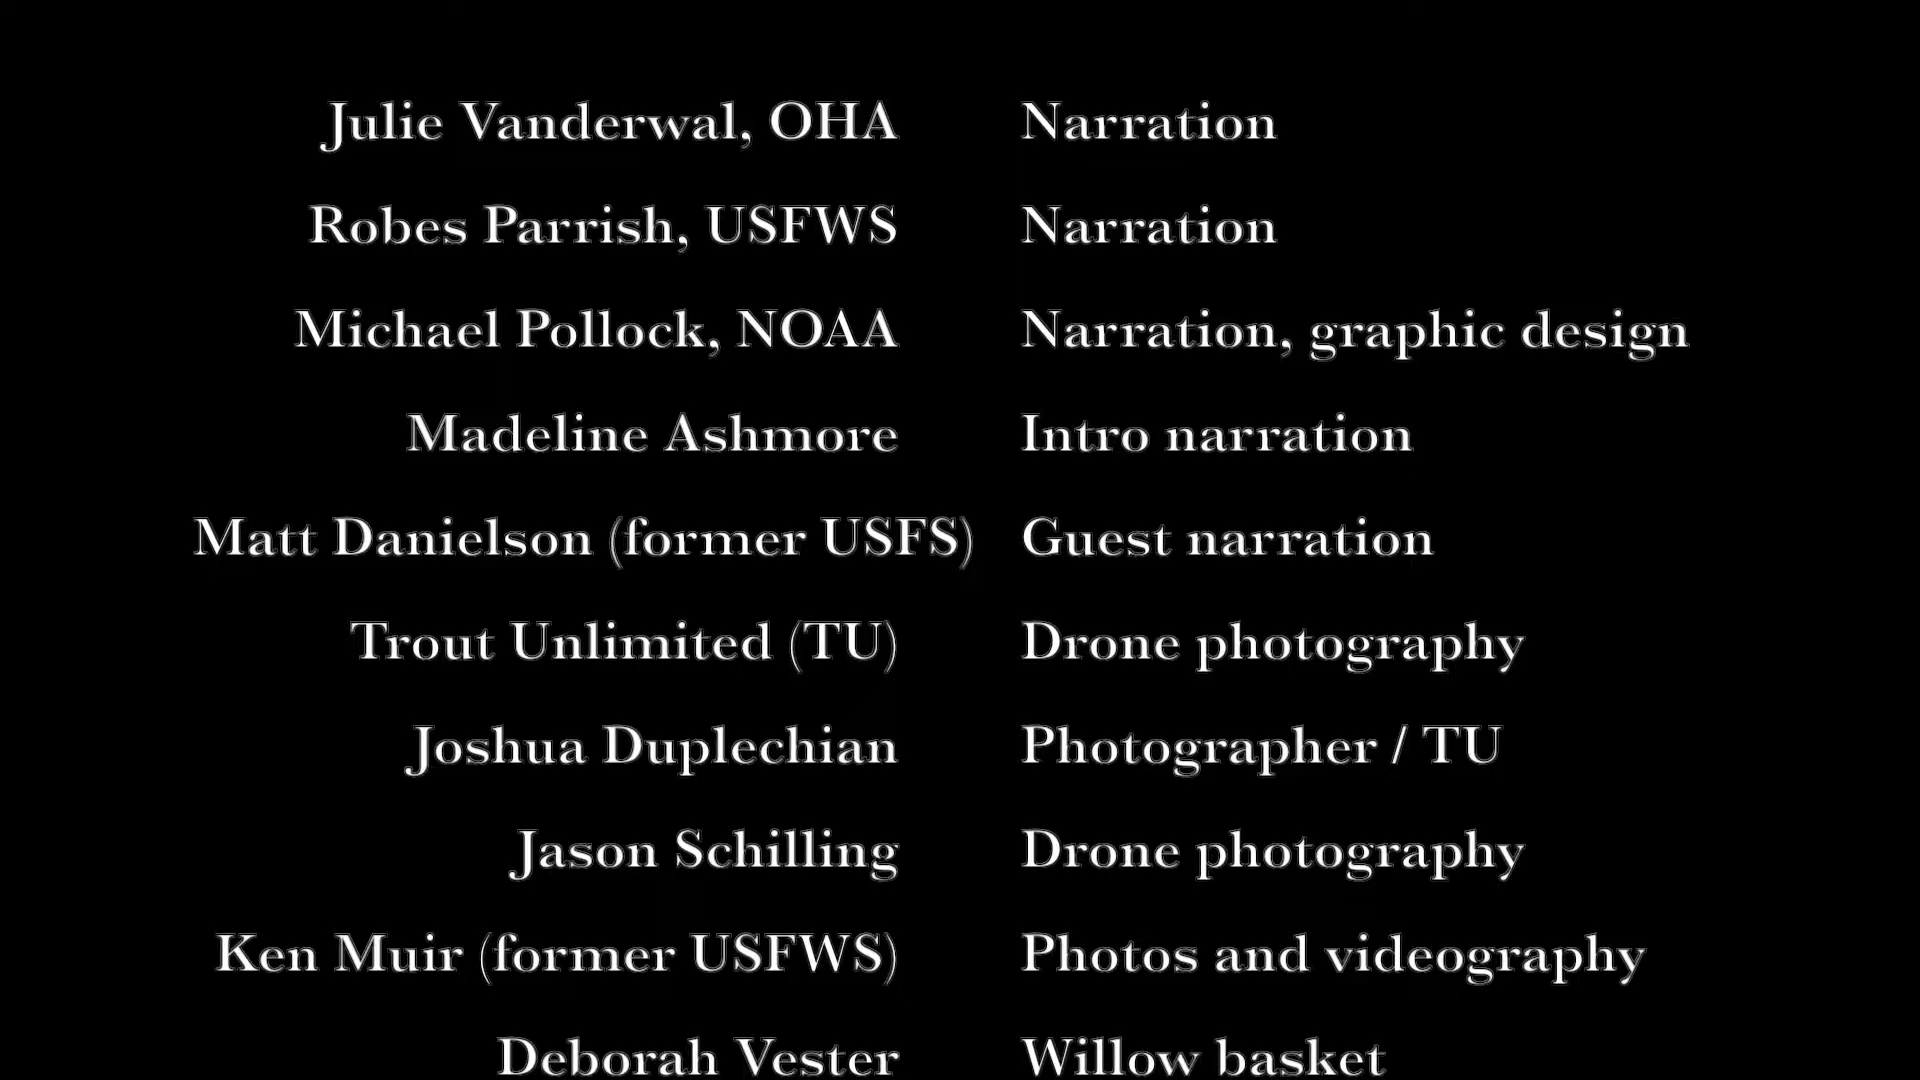 Julie Vanderwal, OHA Narration
Robes Parrish, USFWS Narration
Michael Pollock, NOAA Narration, graphic design
Madeline Ashmore Intro narration
Matt Danielson (former USFS) Guest narration
Trout Unlimited (TU) Drone photography
Joshua Duplechian Photographer / TU
Jason Schilling Drone photography
Ken Muir (former USFWS) Photos and videography
Deborah Vester Willow basket